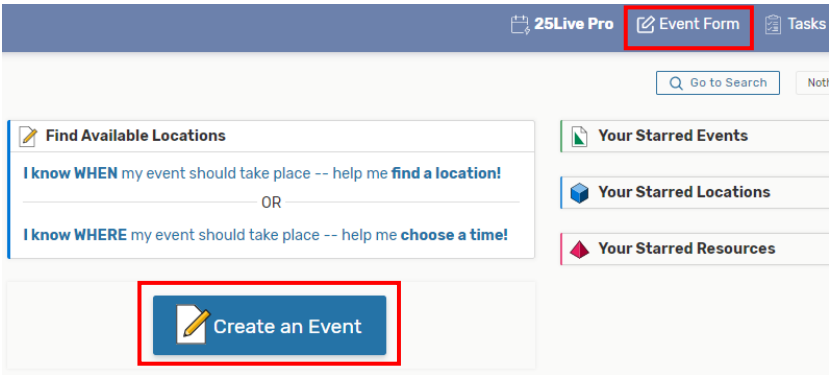 25Live Pro Event Form Tasks
Go to Search
Find Available Locations
I know WHEN my event should take place -- help me find a location!
OR
I know WHERE my event should take place -- help me choose a time!
Create an Event
Your Starred Events
Your Starred Locations
Your Starred Resources